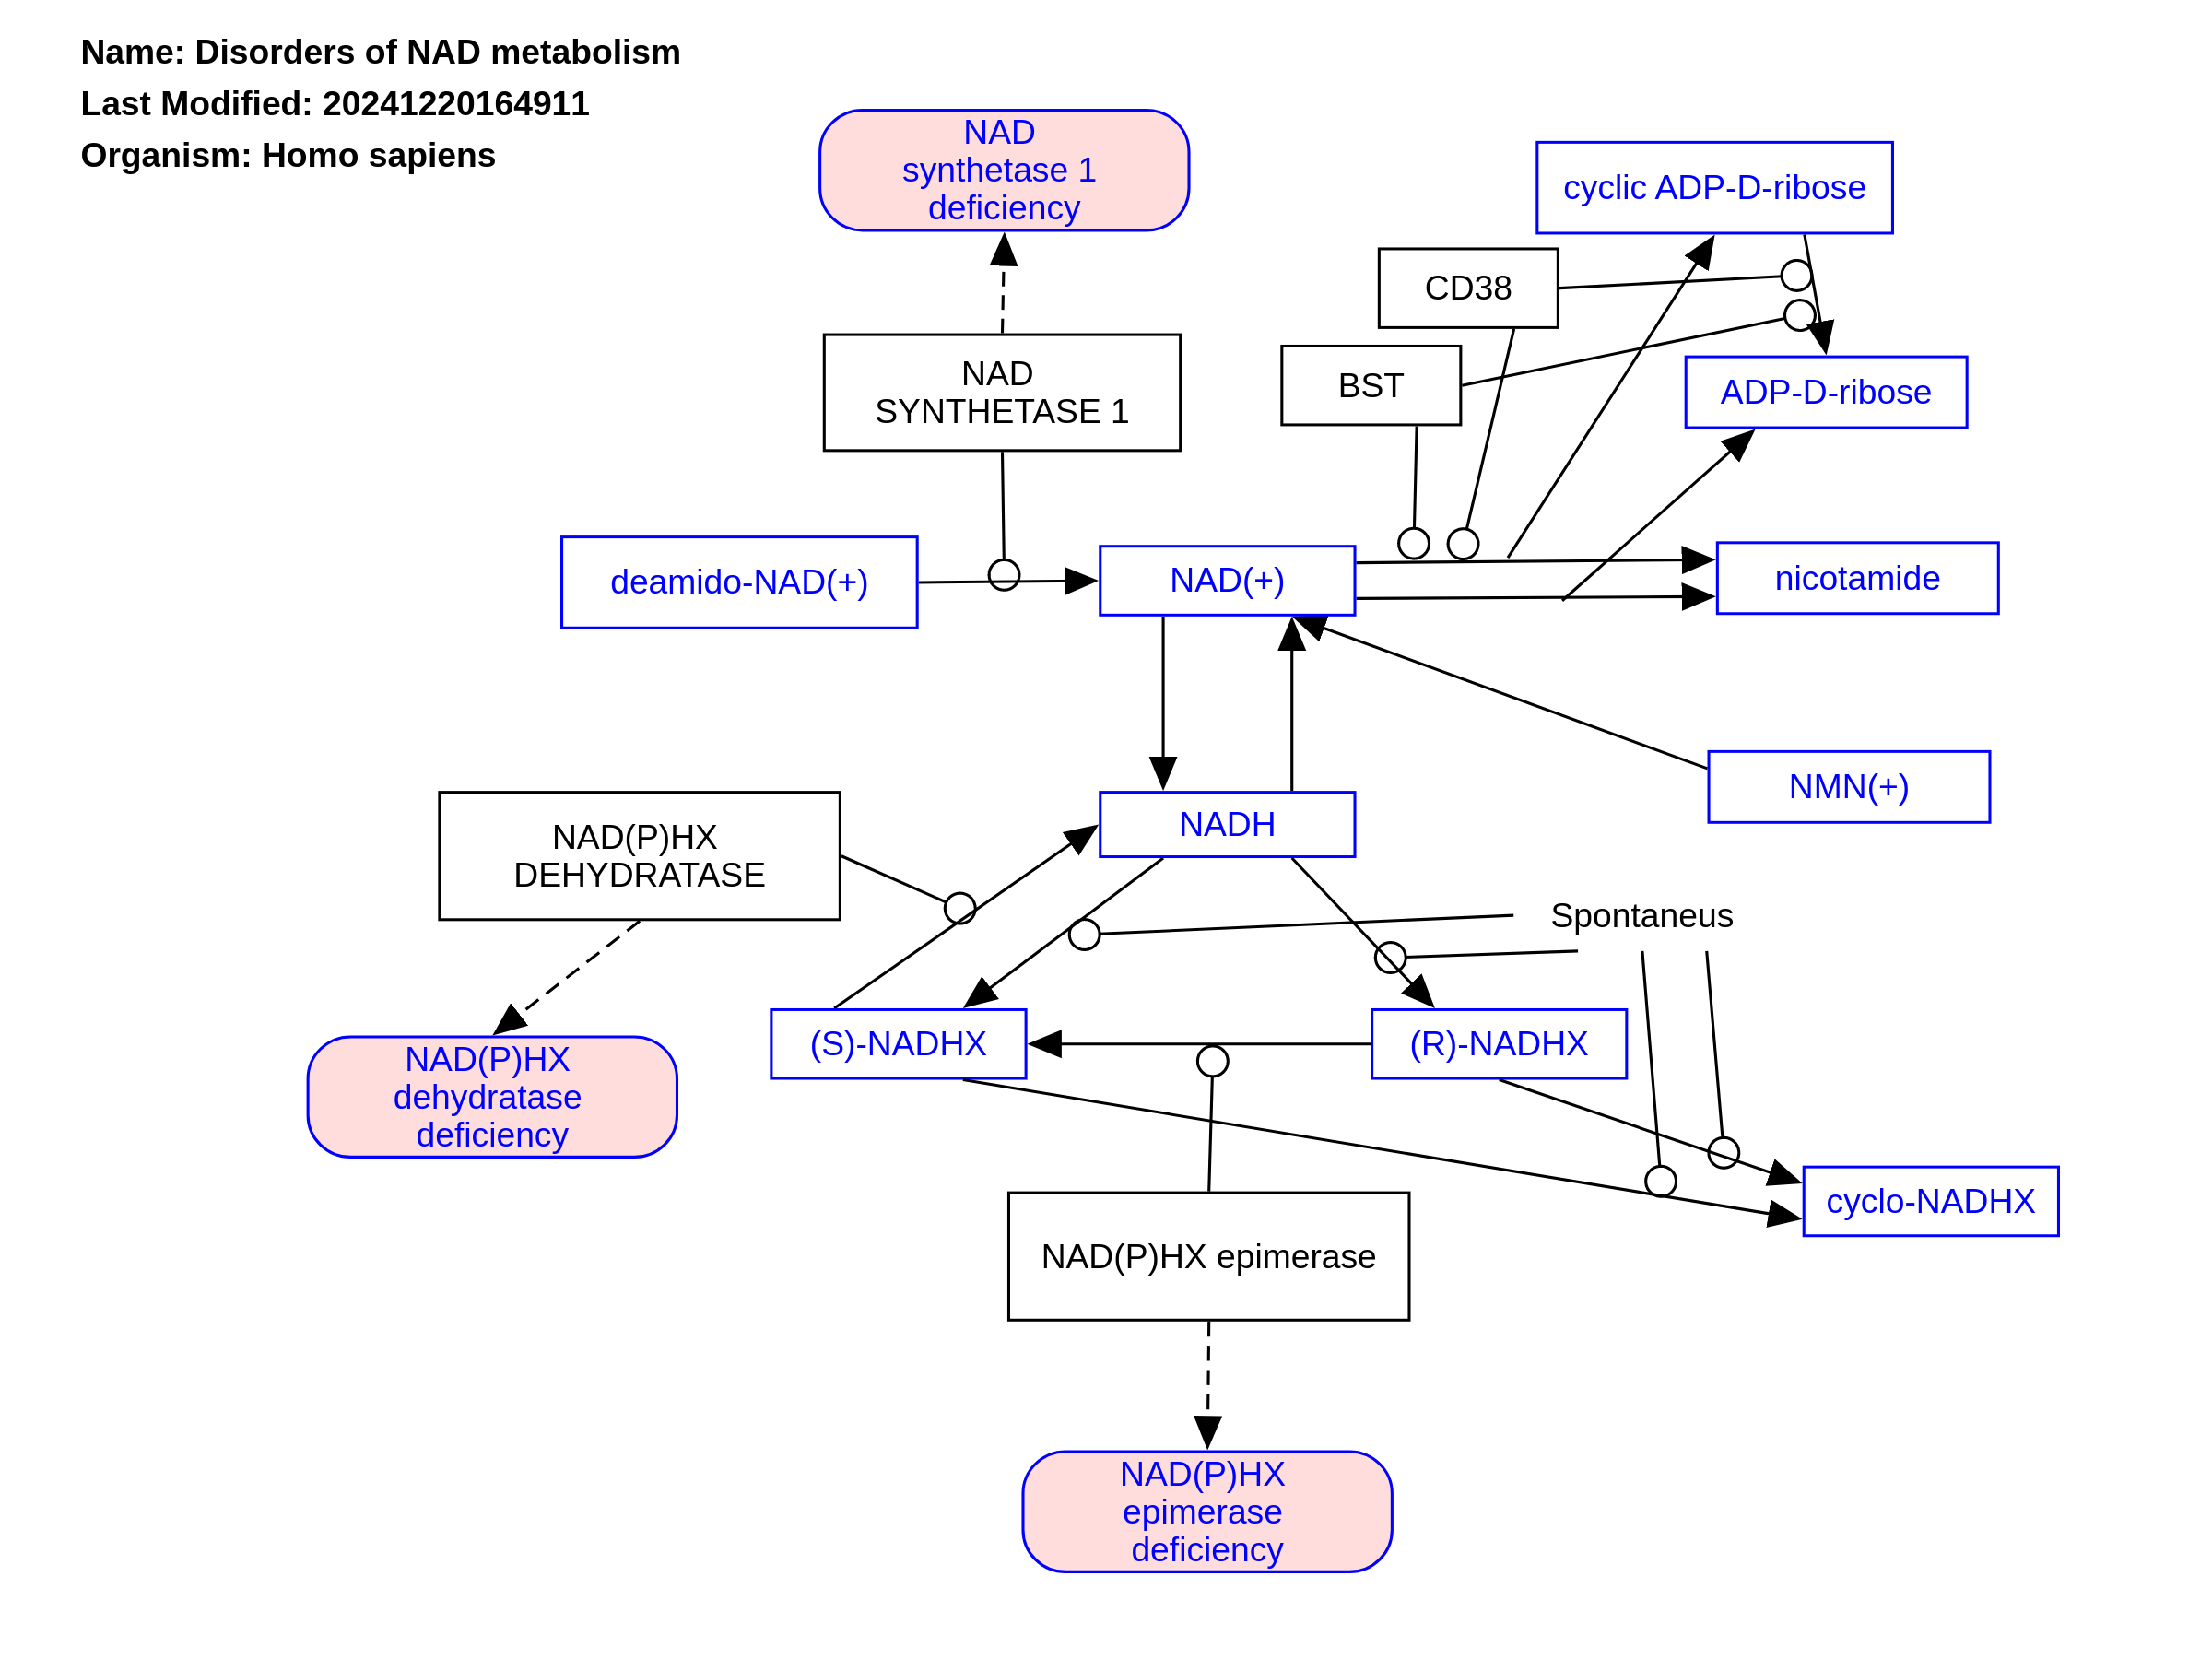 Name: Disorders of NAD metabolism
Last Modified: 20241220164911
Organism: Homo sapiens
NAD
synthetase 1
deficiency
cyclic ADP-D-ribose
CD38
NAD
SYNTHETASE 1
BST
ADP-D-ribose
deamido-NAD(+)
NAD(+)
nicotamide
NMN(+)
NAD(P)HX
DEHYDRATASE
NADH
Spontaneus
(S)-NADHX
(R)-NADHX
NAD(P)HX
dehydratase
deficiency
cyclo-NADHX
NAD(P)HX epimerase
NAD(P)HX
epimerase
deficiency